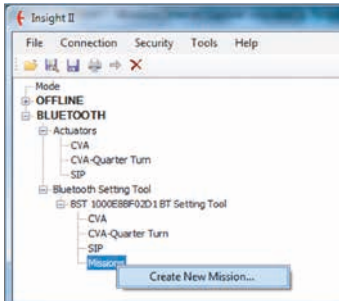 Insight II
File Connection Security Tools Help
Mode
OFFLINE
BLUETOOTH
Actuators
CVA
CVA-Quarter Turn
SIP
Bluetooth Setting Tool
BST 1000E8BF02D1 BT Setting Tool
CVA
CVA-Quarter Turn
SIP
Missions
Create New Mission...